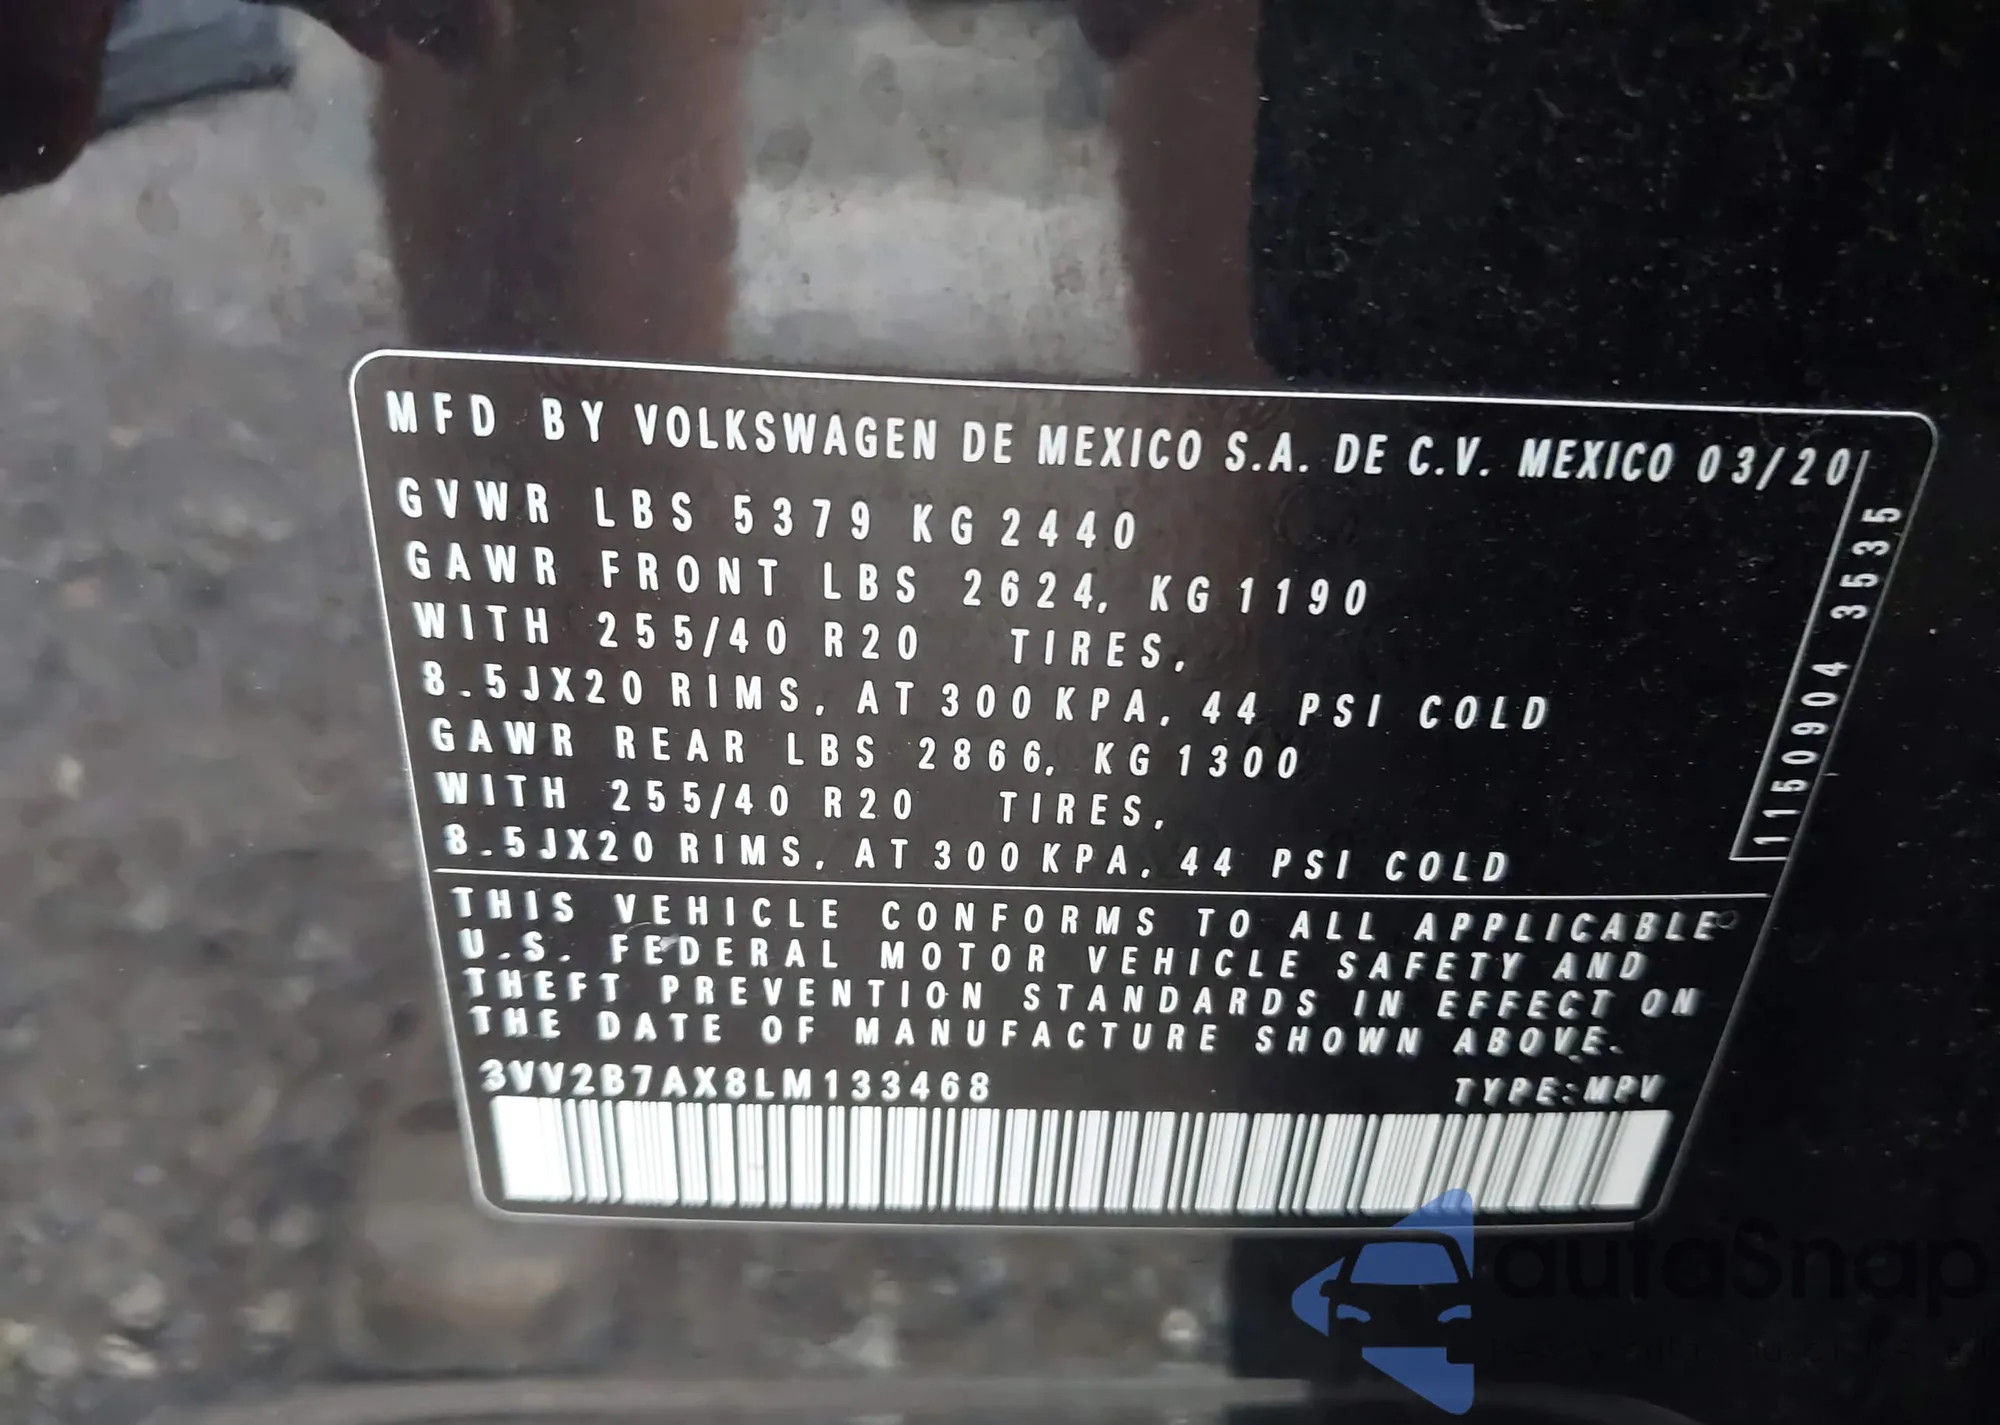 MFD BY VOLKSWAGEN DE MEXICO S.A. DE C.V. MEXICO 03/20
GVWR LBS 5379 KG 2440
GAWR FRONT LBS 2624, KG 1190
WITH 255/40 R20 TIRES,
8.5JX20 RIMS, AT 300 KPA, 44 PSI COLD
GAWR REAR LBS 2866, KG 1300
WITH 255/40 R20 TIRES,
8.5JX20 RIMS, AT 300 KPA, 44 PSI COLD
1150904 3535
THIS VEHICLE CONFORMS TO ALL APPLICABLE
U.S. FEDERAL MOTOR VEHICLE SAFETY AND
THEFT PREVENTION STANDARDS IN EFFECT ON
THE DATE OF MANUFACTURE SHOWN ABOVE.
3VV2B7AX8LM133468 TYPE:MPV
autaSnap